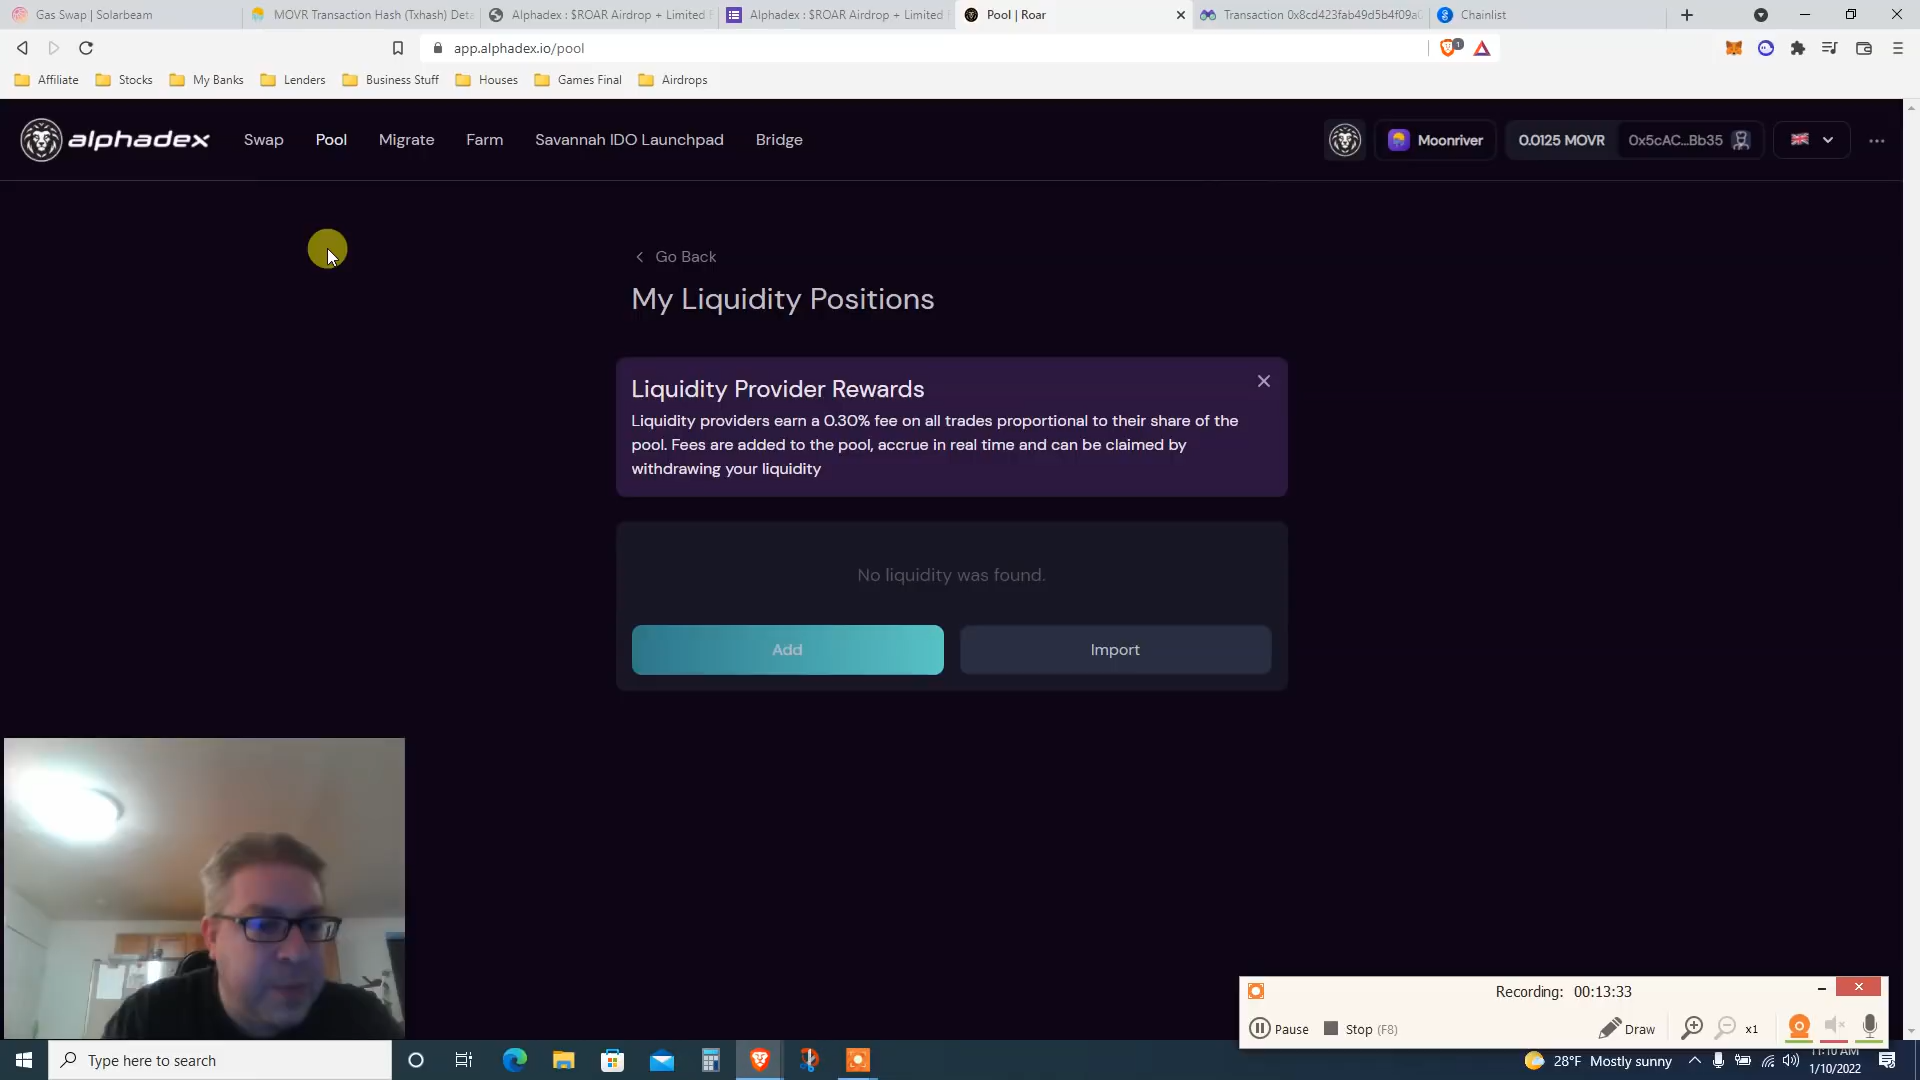 Gas Swap | Solarbeam
MOVR Transaction Hash (Txhash) Deta
Alphadex : $ROAR Airdrop + Limited
Alphadex : $ROAR Airdrop + Limited
Pool | Roar
Transaction 0x8cd423fab49d5b4f09a0
Chainlist
app.alphadex.io/pool
1
Affiliate
Stocks
My Banks
Lenders
Business Stuff
Houses
Games Final
Airdrops
alphadex
Swap
Pool
Migrate
Farm
Savannah IDO Launchpad
Bridge
Moonriver
0.0125 MOVR
0x5cAC...Bb35
Go Back
My Liquidity Positions
Liquidity Provider Rewards
Liquidity providers earn a 0.30% fee on all trades proportional to their share of the
pool. Fees are added to the pool, accrue in real time and can be claimed by
withdrawing your liquidity
No liquidity was found.
Add
Import
Recording: 00:13:33
Pause
Stop (F8)
Draw
x1
Type here to search
28°F Mostly sunny
11:10 AM
1/10/2022